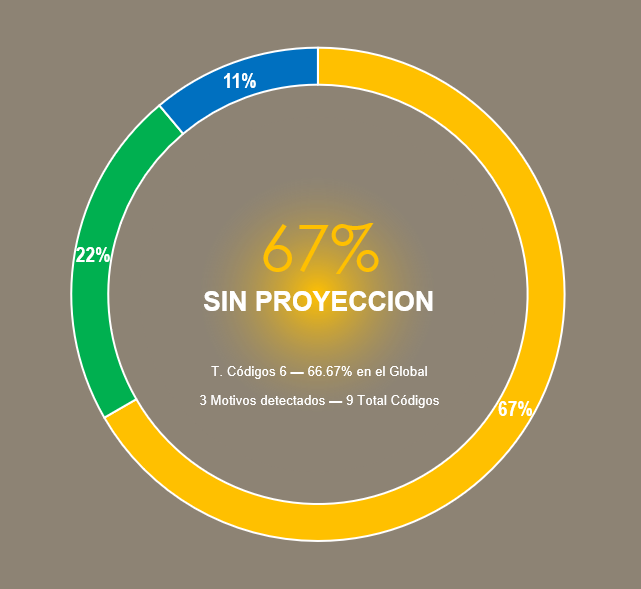 11%
22%
67%
SIN PROYECCION
T. Códigos 6 — 66.67% en el Global
3 Motivos detectados — 9 Total Códigos
67%